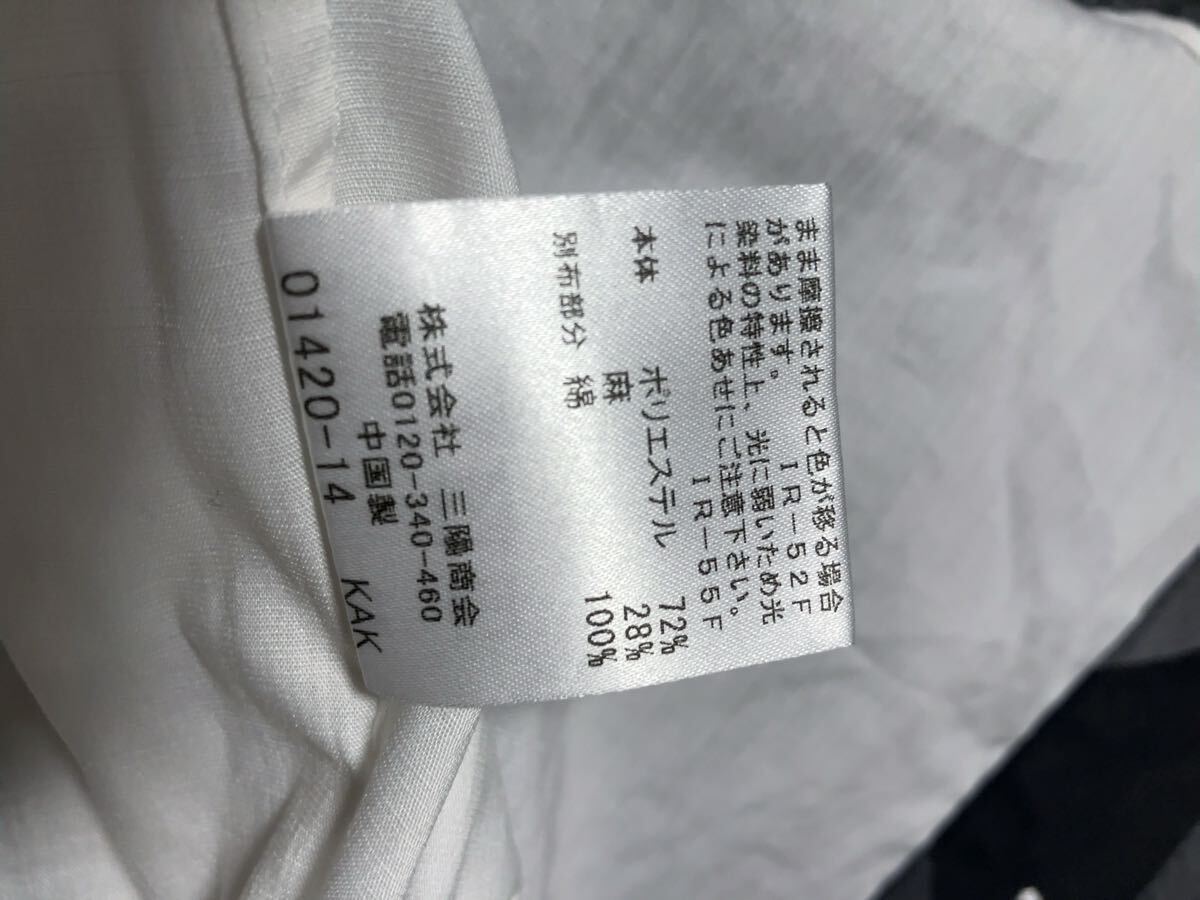 まま摩擦されると色が移る場合
があります。 IR-52F
染料の特性上、光に弱いため光
による色あせにご注意下さい。
IR-55F
本体 ポリエステル 72%
麻 28%
別布部分 綿 100%
株式会社 三陽商会
電話0120-340-460
中国製
01420-14 KAK